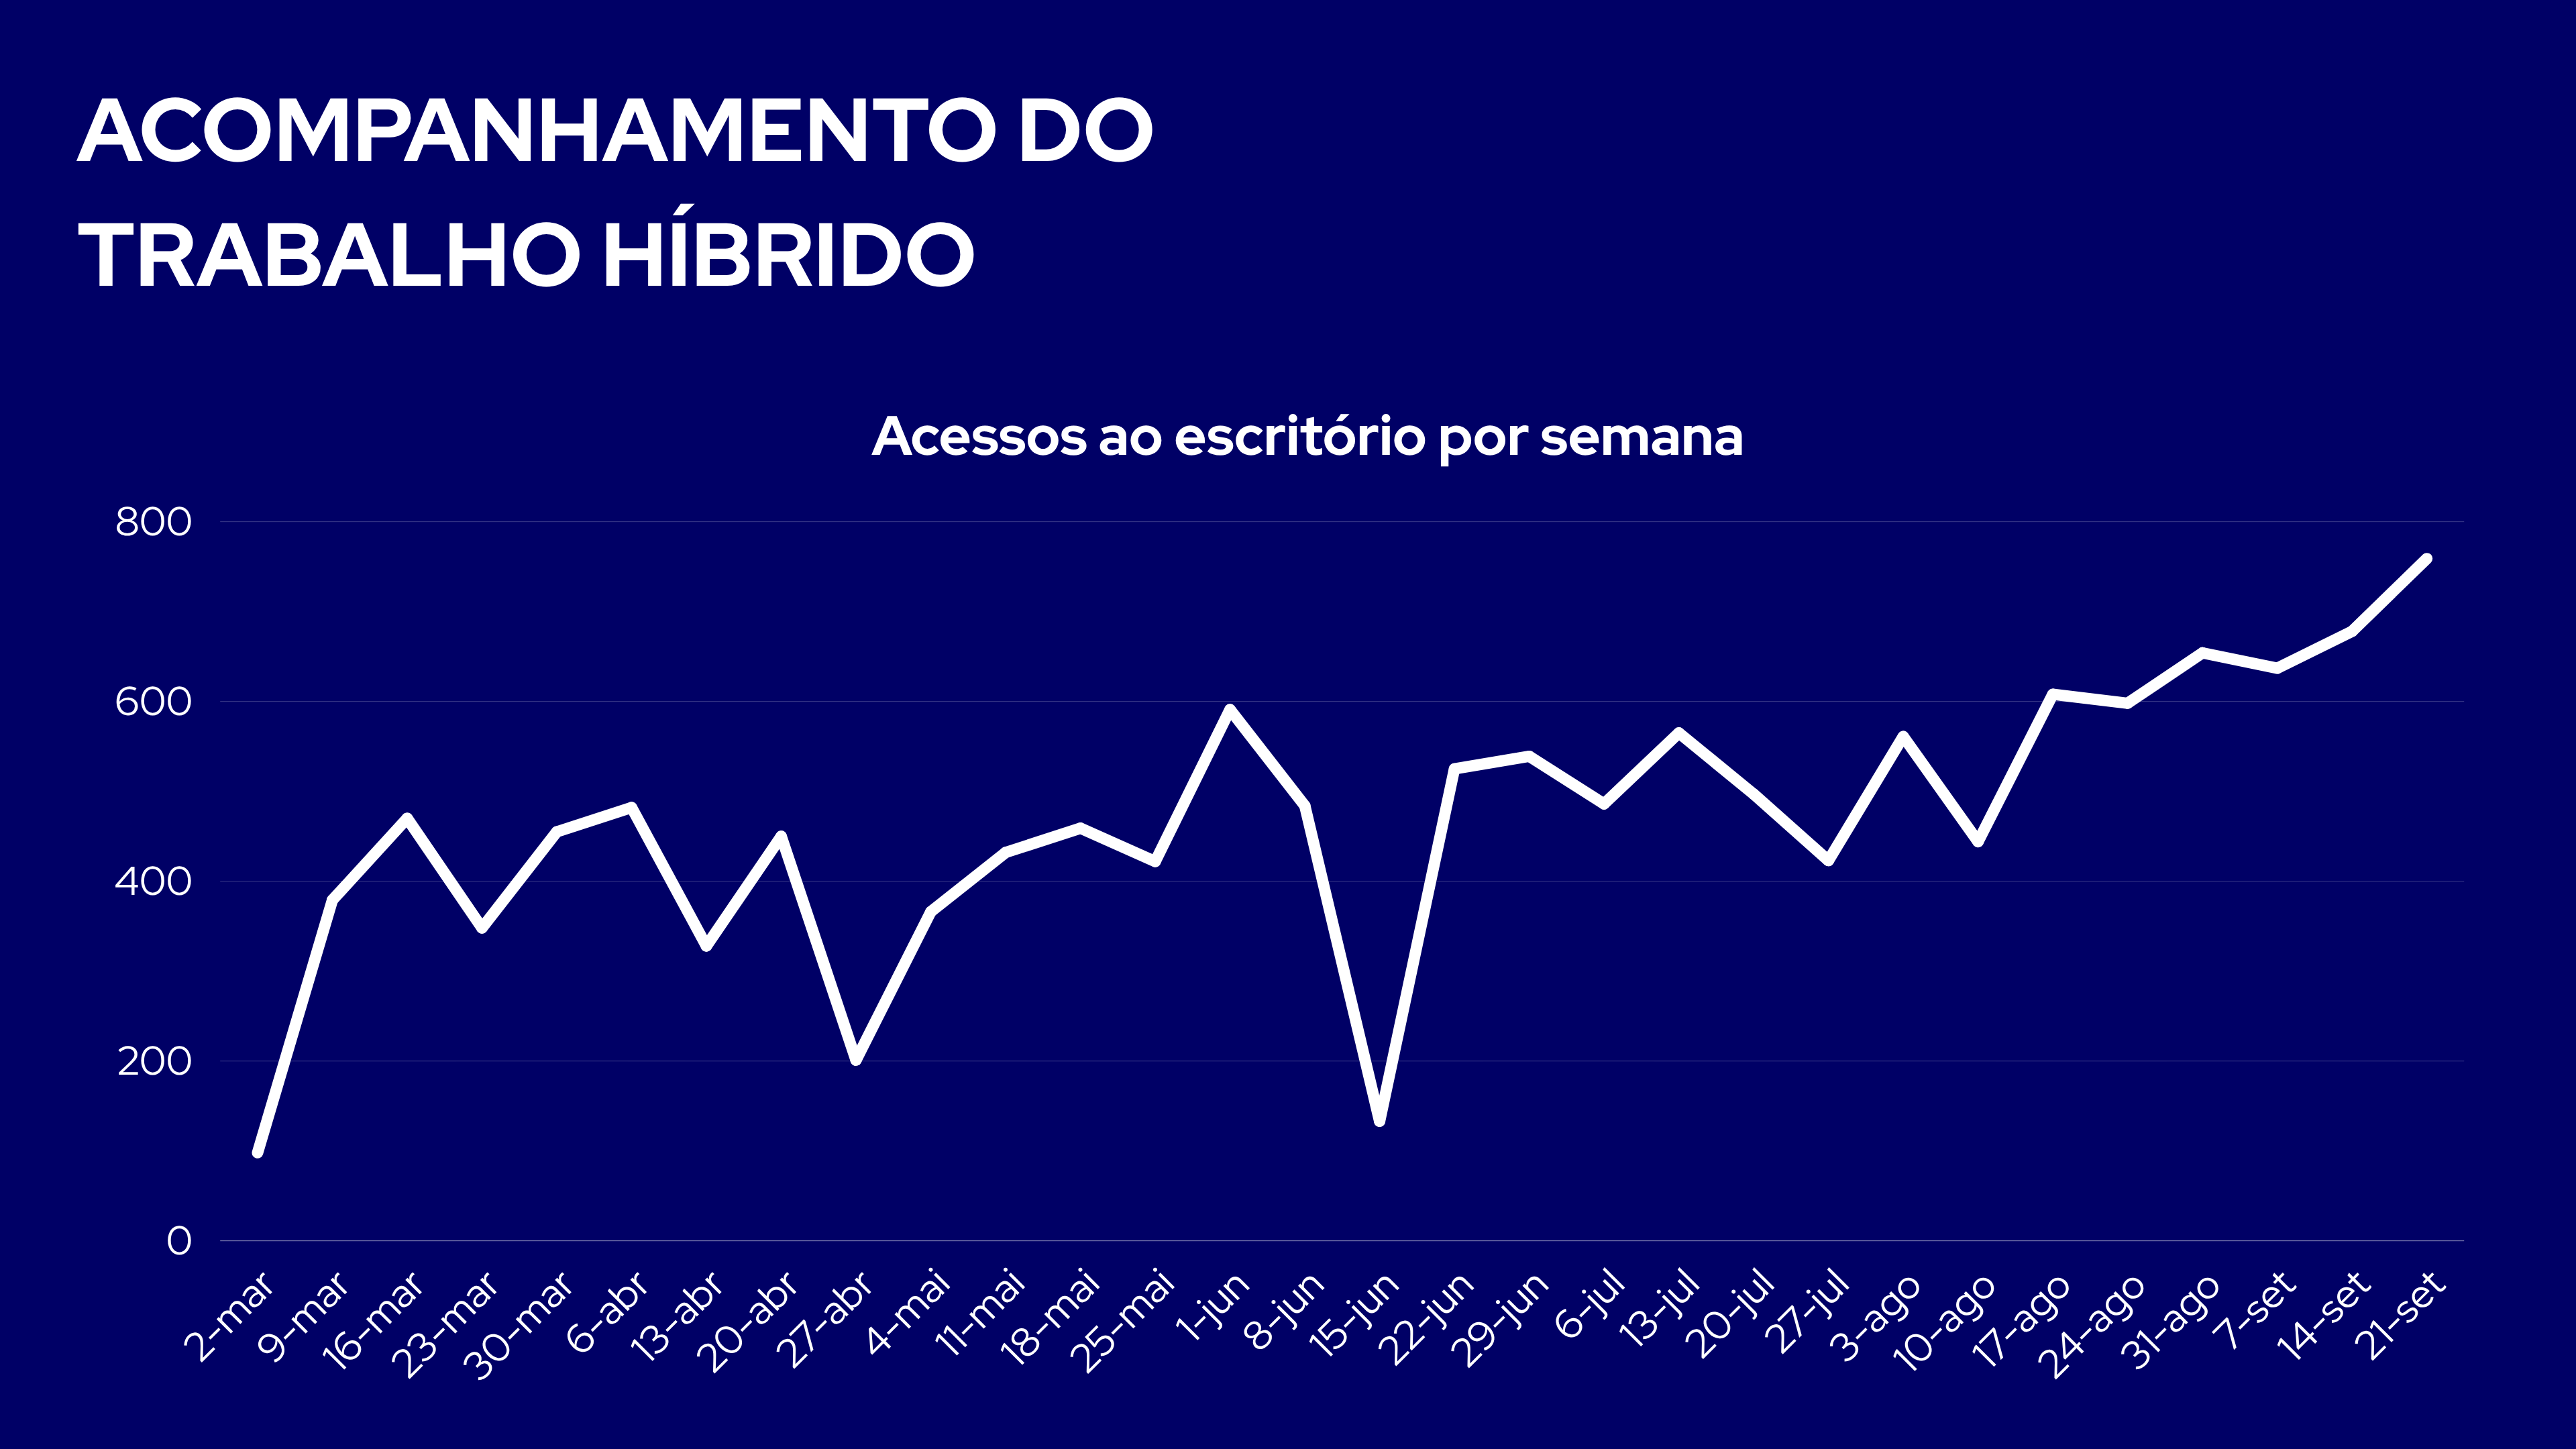 ACOMPANHAMENTO DO
TRABALHO HÍBRIDO
Acessos ao escritório por semana
800
600
400
200
0
2-mar
9-mar
16-mar
23-mar
30-mar
6-abr
13-abr
20-abr
27-abr
4-mai
11-mai
18-mai
25-mai
1-jun
8-jun
15-jun
22-jun
29-jun
6-jul
13-jul
20-jul
27-jul
3-ago
10-ago
17-ago
24-ago
31-ago
7-set
14-set
21-set